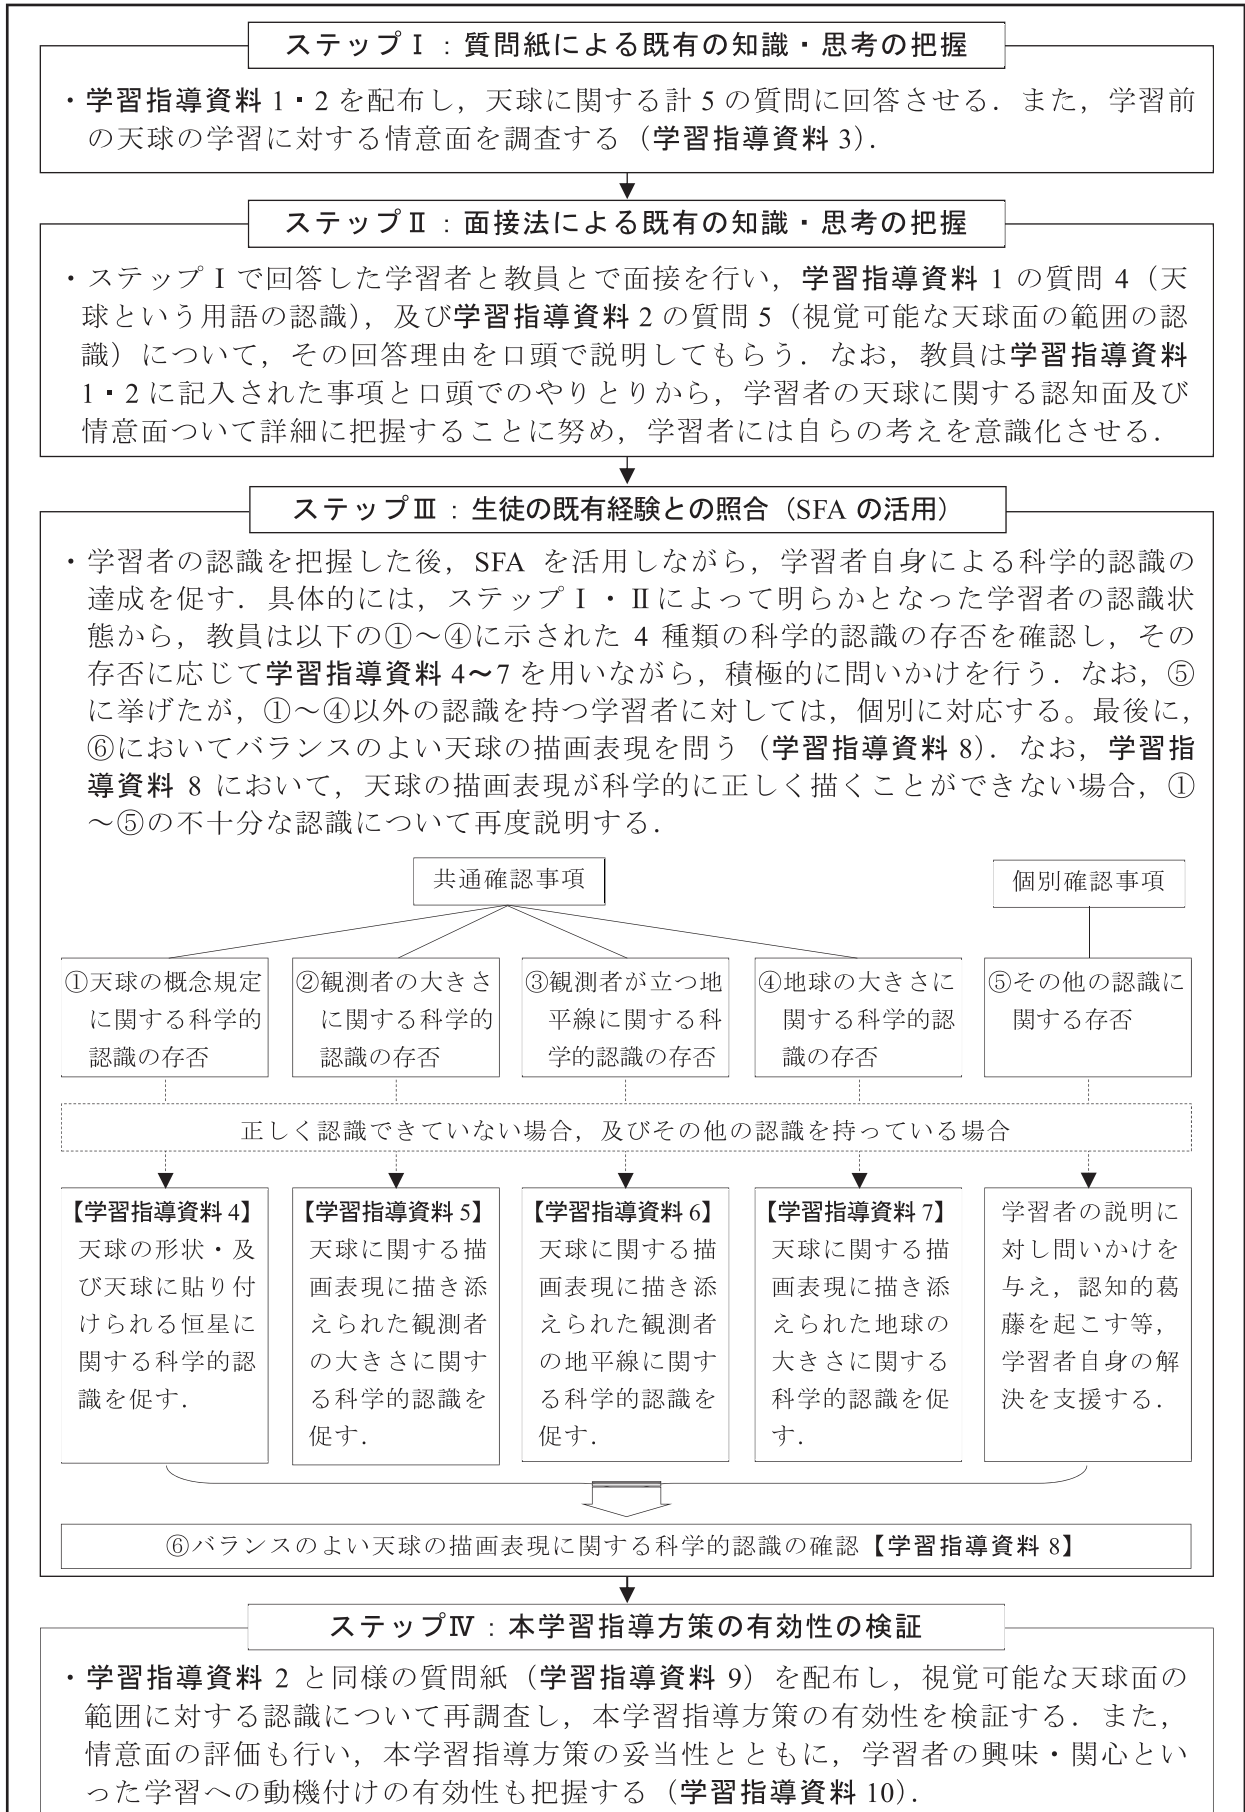 ステップⅠ：質問紙による既有の知識・思考の把握
・学習指導資料 1・2 を配布し，天球に関する計 5 の質問に回答させる．また，学習前
の天球の学習に対する情意面を調査する（学習指導資料 3）．
ステップⅡ：面接法による既有の知識・思考の把握
・ステップⅠで回答した学習者と教員とで面接を行い，学習指導資料 1 の質問 4（天
球という用語の認識），及び学習指導資料 2 の質問 5（視覚可能な天球面の範囲の認
識）について，その回答理由を口頭で説明してもらう．なお，教員は学習指導資料
1・2 に記入された事項と口頭でのやりとりから，学習者の天球に関する認知面及び
情意面ついて詳細に把握することに努め，学習者には自らの考えを意識化させる．
ステップⅢ：生徒の既有経験との照合（SFA の活用）
・学習者の認識を把握した後，SFA を活用しながら，学習者自身による科学的認識の
達成を促す．具体的には，ステップⅠ・Ⅱによって明らかとなった学習者の認識状
態から，教員は以下の①～④に示された 4 種類の科学的認識の存否を確認し，その
存否に応じて学習指導資料 4～7 を用いながら，積極的に問いかけを行う．なお，⑤
に挙げたが，①～④以外の認識を持つ学習者に対しては，個別に対応する。最後に，
⑥においてバランスのよい天球の描画表現を問う（学習指導資料 8）．なお，学習指
導資料 8 において，天球の描画表現が科学的に正しく描くことができない場合，①
～⑤の不十分な認識について再度説明する．
共通確認事項
個別確認事項
①天球の概念規定
に関する科学的
認識の存否
②観測者の大きさ
に関する科学的
認識の存否
③観測者が立つ地
平線に関する科
学的認識の存否
④地球の大きさに
関する科学的認
識の存否
⑤その他の認識に
関する存否
正しく認識できていない場合，及びその他の認識を持っている場合
【学習指導資料 4】
天球の形状・及
び天球に貼り付
けられる恒星に
関する科学的認
識を促す．
【学習指導資料 5】
天球に関する描
画表現に描き添
えられた観測者
の大きさに関す
る科学的認識を
促す．
【学習指導資料 6】
天球に関する描
画表現に描き添
えられた観測者
の地平線に関す
る科学的認識を
促す．
【学習指導資料 7】
天球に関する描
画表現に描き添
えられた地球の
大きさに関する
科学的認識を促
す．
学習者の説明に
対し問いかけを
与え，認知的葛
藤を起こす等，
学習者自身の解
決を支援する．
⑥バランスのよい天球の描画表現に関する科学的認識の確認【学習指導資料 8】
ステップⅣ：本学習指導方策の有効性の検証
・学習指導資料 2 と同様の質問紙（学習指導資料 9）を配布し，視覚可能な天球面の
範囲に対する認識について再調査し，本学習指導方策の有効性を検証する．また，
情意面の評価も行い，本学習指導方策の妥当性とともに，学習者の興味・関心とい
った学習への動機付けの有効性も把握する（学習指導資料 10）．